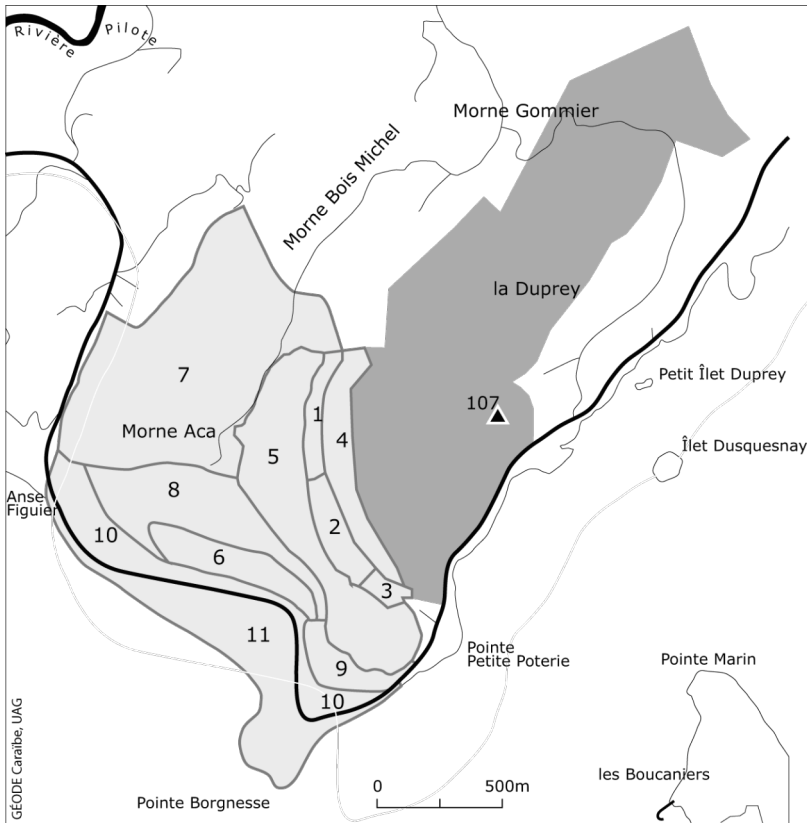 Rivière Pilote
Morne Gommier
Morne Bois Michel
la Duprey
7
Petit Îlet Duprey
107
1
Morne Aca
4
Îlet Dusquesnay
5
8
Anse
Figuier
2
10
6
3
11
Pointe
Petite Poterie
9
Pointe Marin
10
GÉODE Caraïbe, UAG
0 500m
les Boucaniers
Pointe Borgnesse